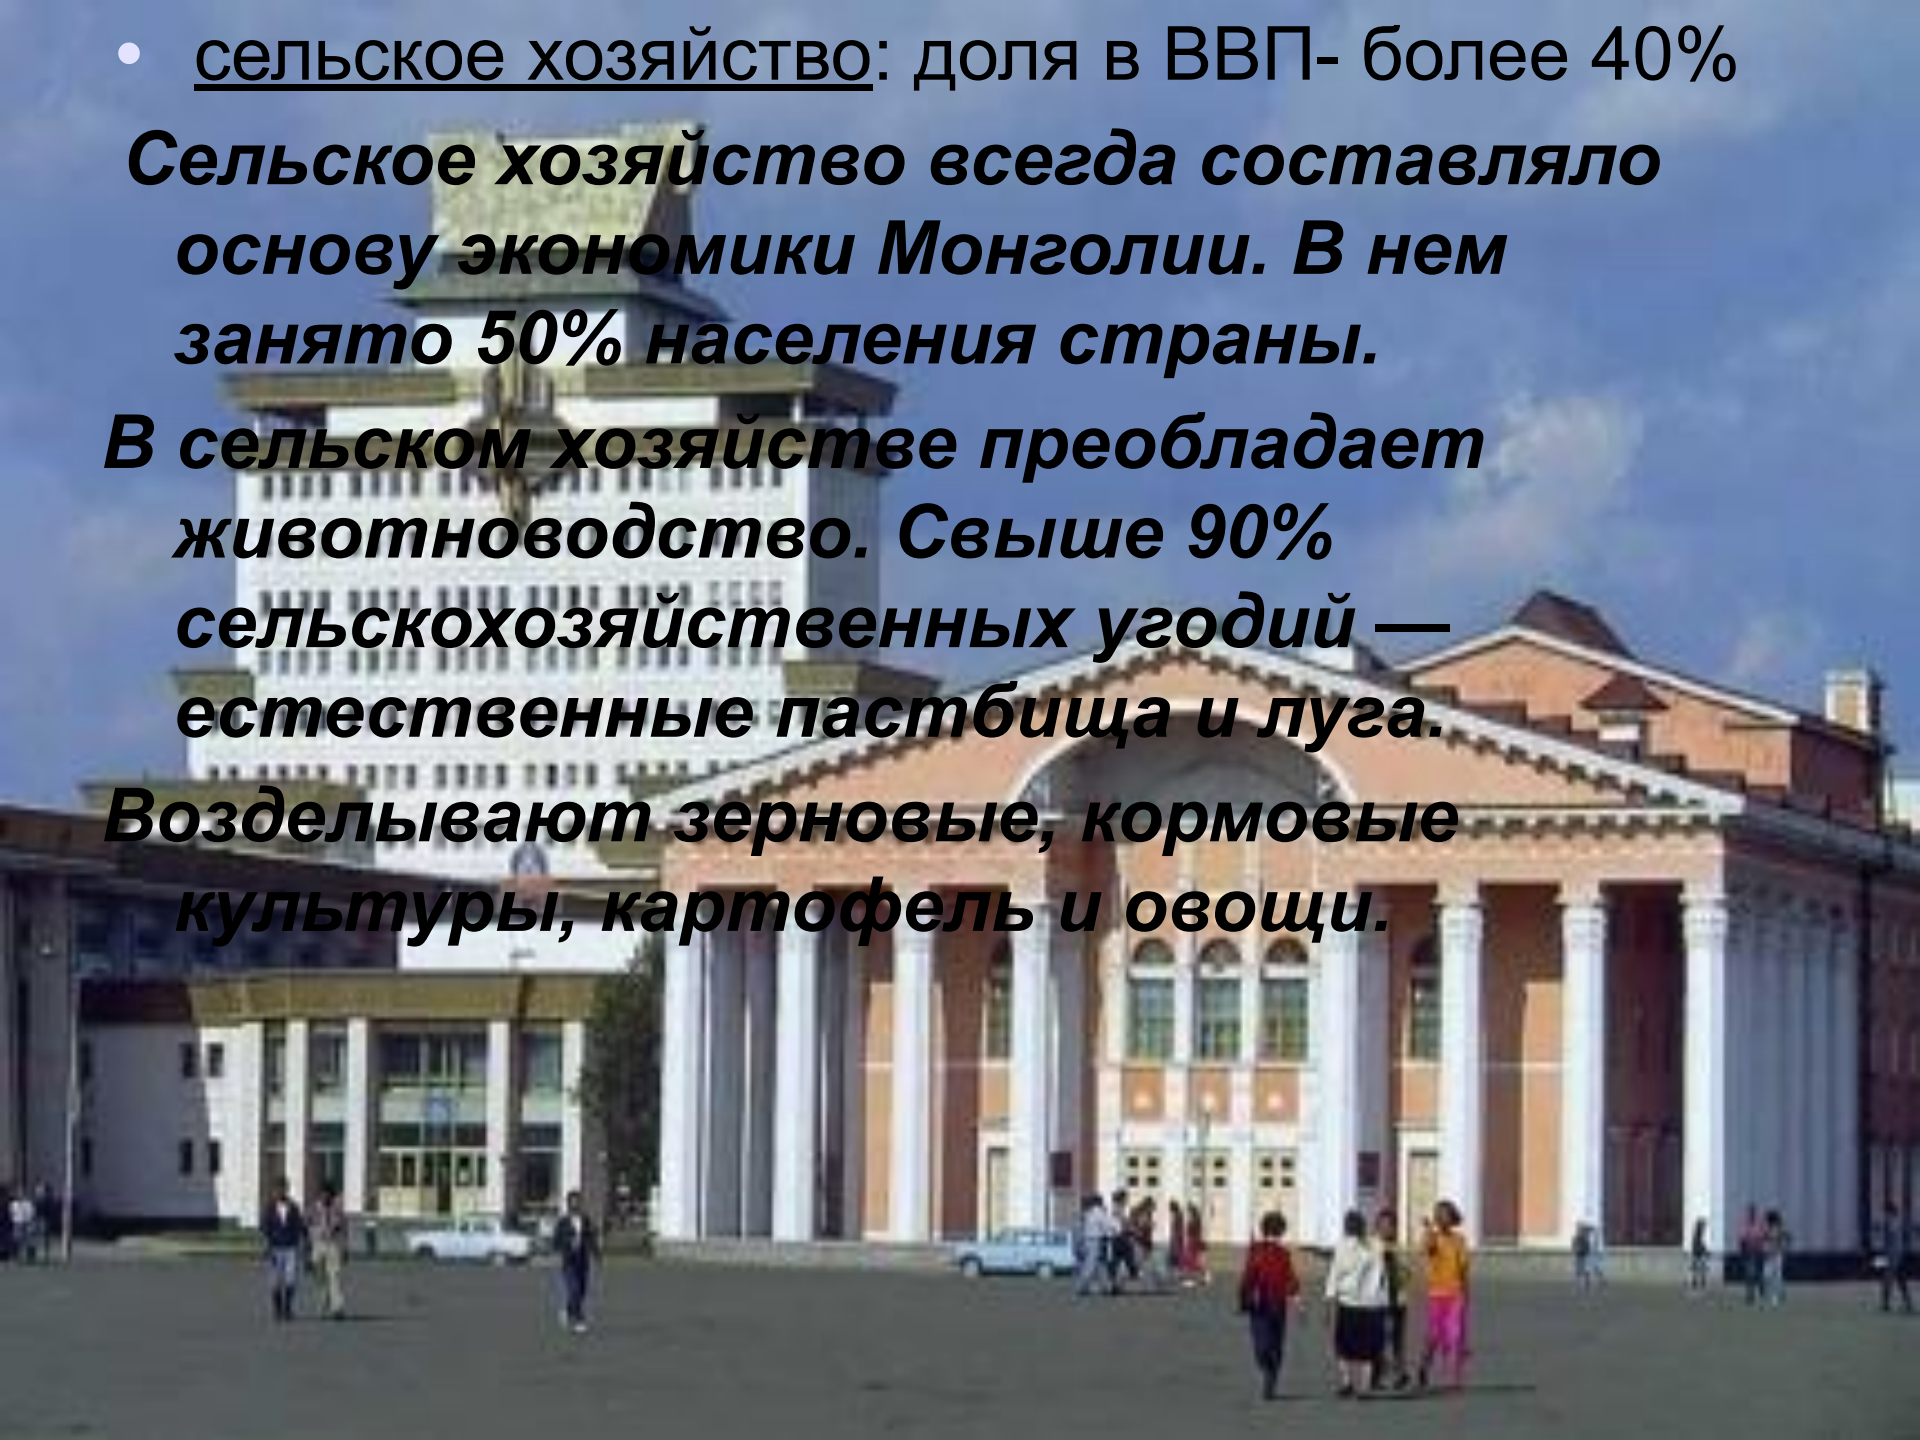 • сельское хозяйство: доля в ВВП- более 40%
Сельское хозяйство всегда составляло
основу экономики Монголии. В нем
занято 50% населения страны.
В сельском хозяйстве преобладает
животноводство. Свыше 90%
сельскохозяйственных угодий —
естественные пастбища и луга.
Возделывают зерновые, кормовые
культуры, картофель и овощи.